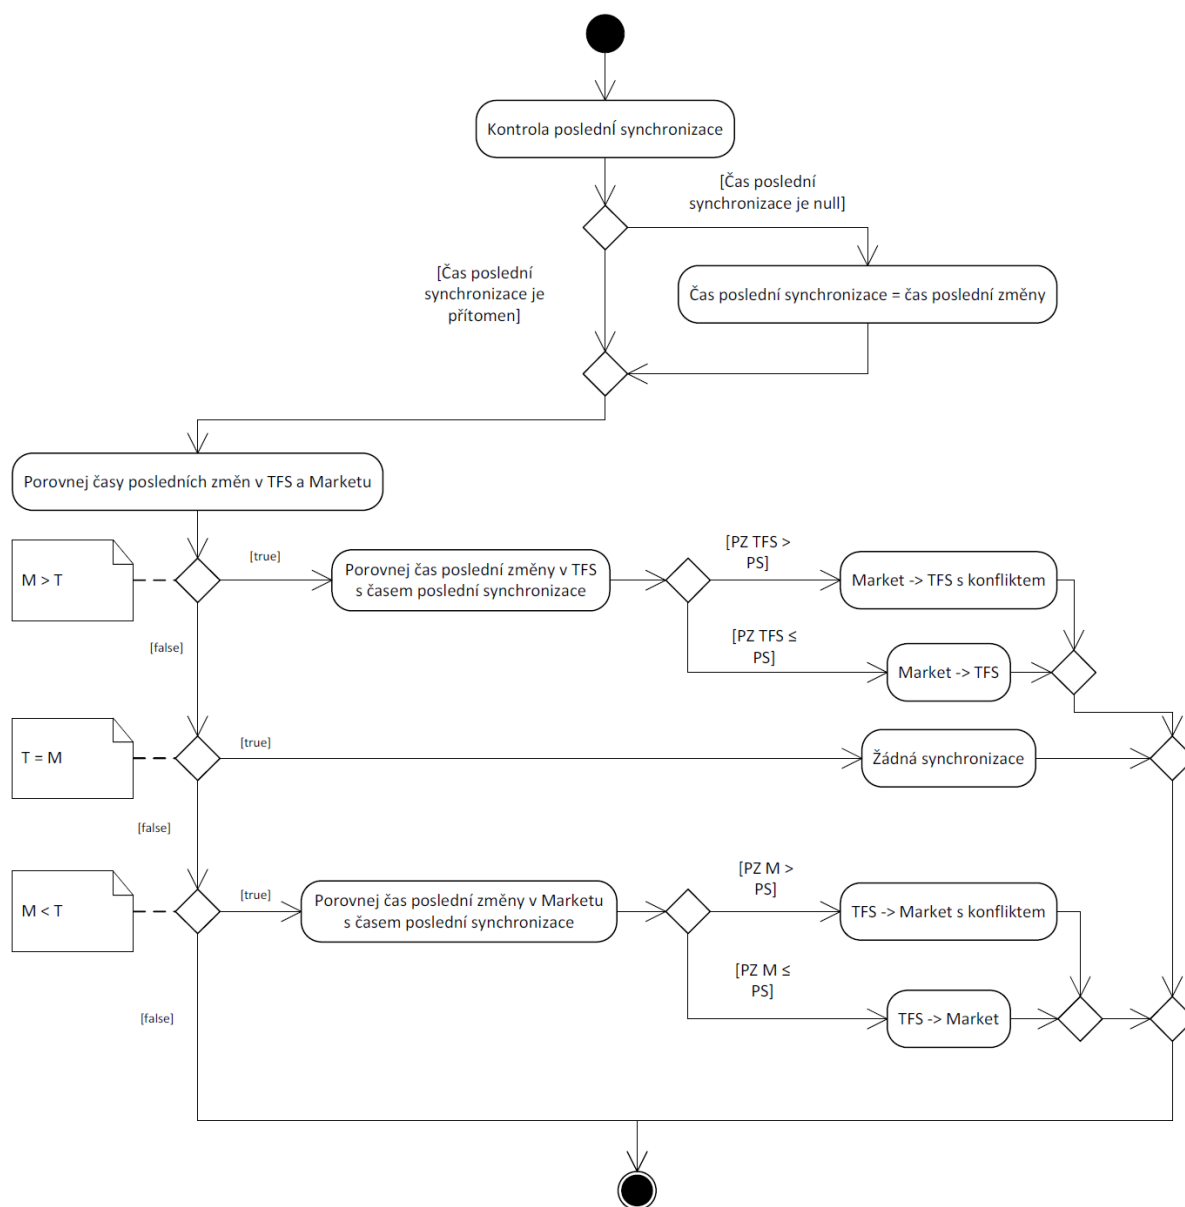 Kontrola poslední synchronizace
[Čas poslední
synchronizace je null]
[Čas poslední
synchronizace je
přítomen]
Čas poslední synchronizace = čas poslední změny
Porovnej časy posledních změn v TFS a Marketu
M > T
[true]
Porovnej čas poslední změny v TFS
s časem poslední synchronizace
[PZ TFS >
PS]
Market -> TFS s konfliktem
[false]
[PZ TFS ≤
PS]
Market -> TFS
T = M
[true]
Žádná synchronizace
[false]
M < T
[true]
Porovnej čas poslední změny v Marketu
s časem poslední synchronizace
[PZ M >
PS]
TFS -> Market s konfliktem
[false]
[PZ M ≤
PS]
TFS -> Market